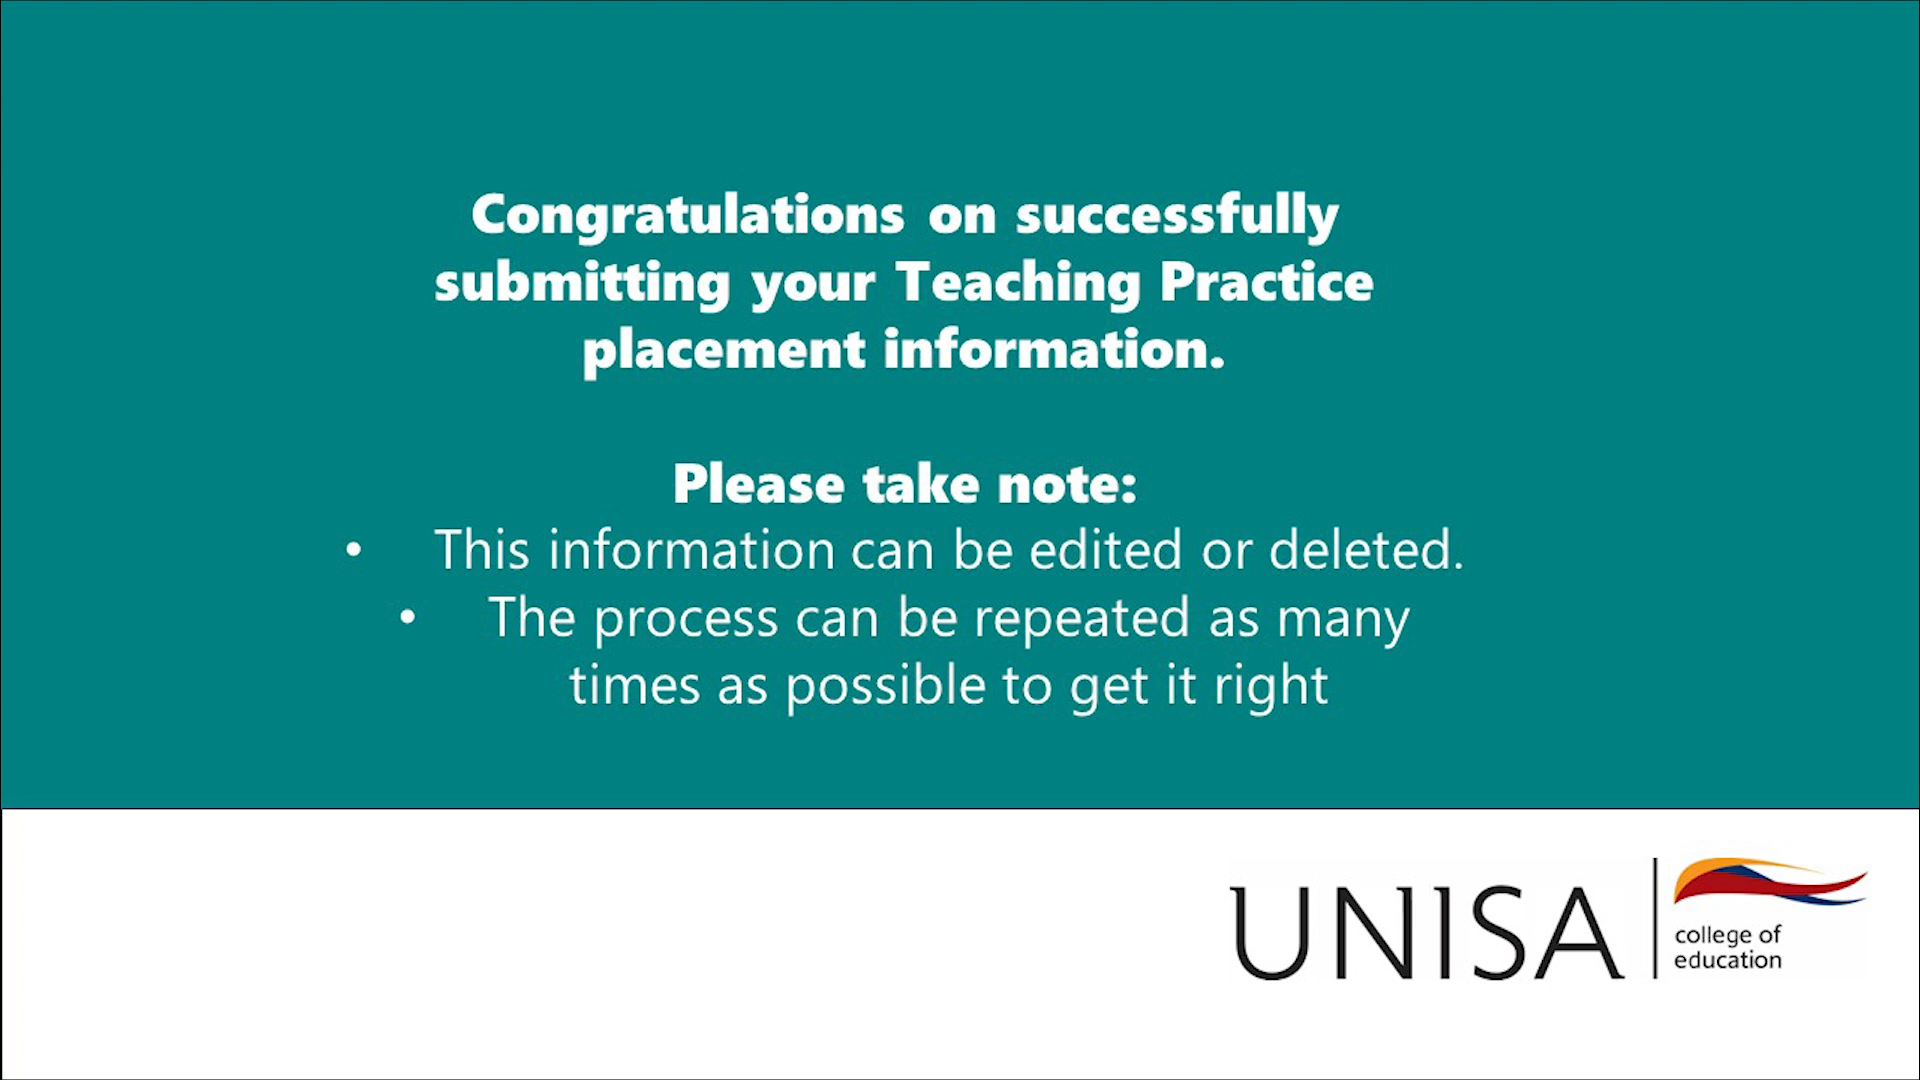 Congratulations on successfully
submitting your Teaching Practice
placement information.
Please take note:
• This information can be edited or deleted.
• The process can be repeated as many
times as possible to get it right
UNISA
college of
education